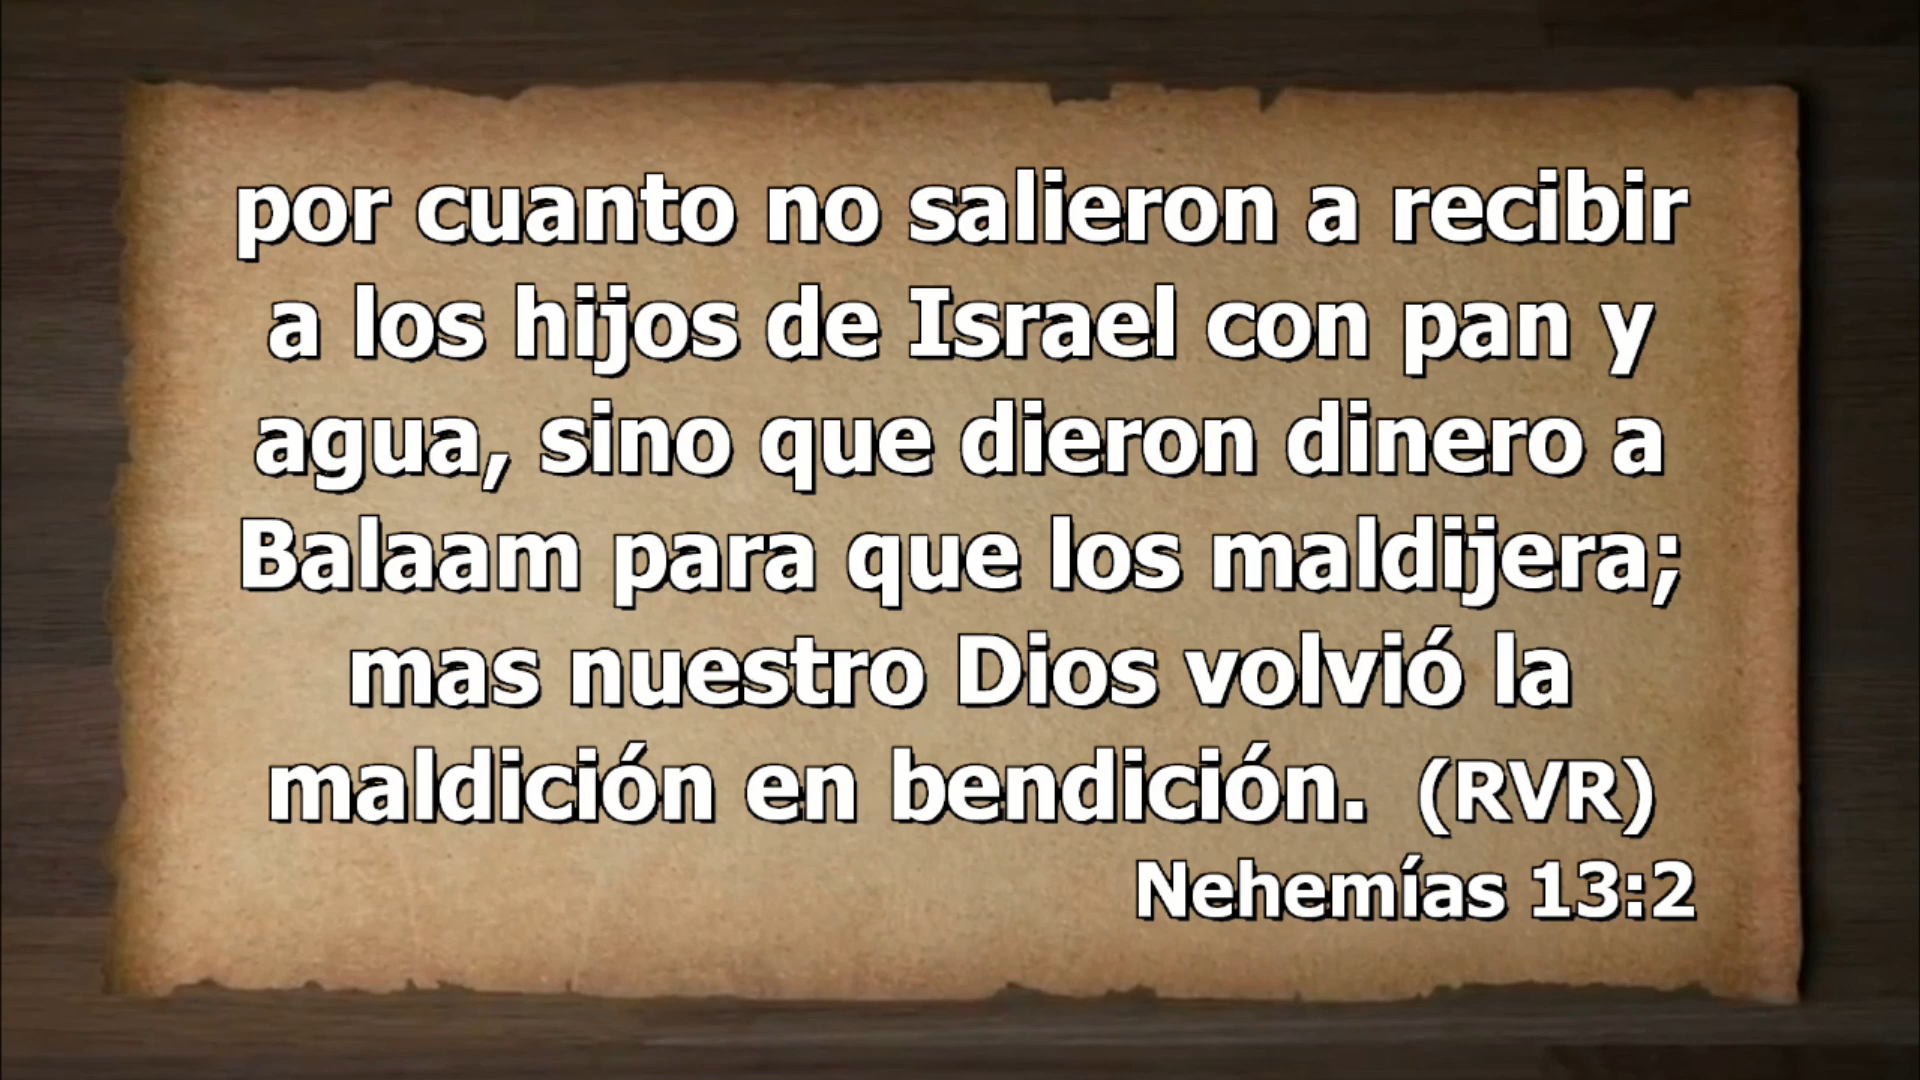 por cuanto no salieron a recibir
a los hijos de Israel con pan y
agua, sino que dieron dinero a
Balaam para que los maldijera;
mas nuestro Dios volvió la
maldición en bendición. (RVR)
Nehemías 13:2